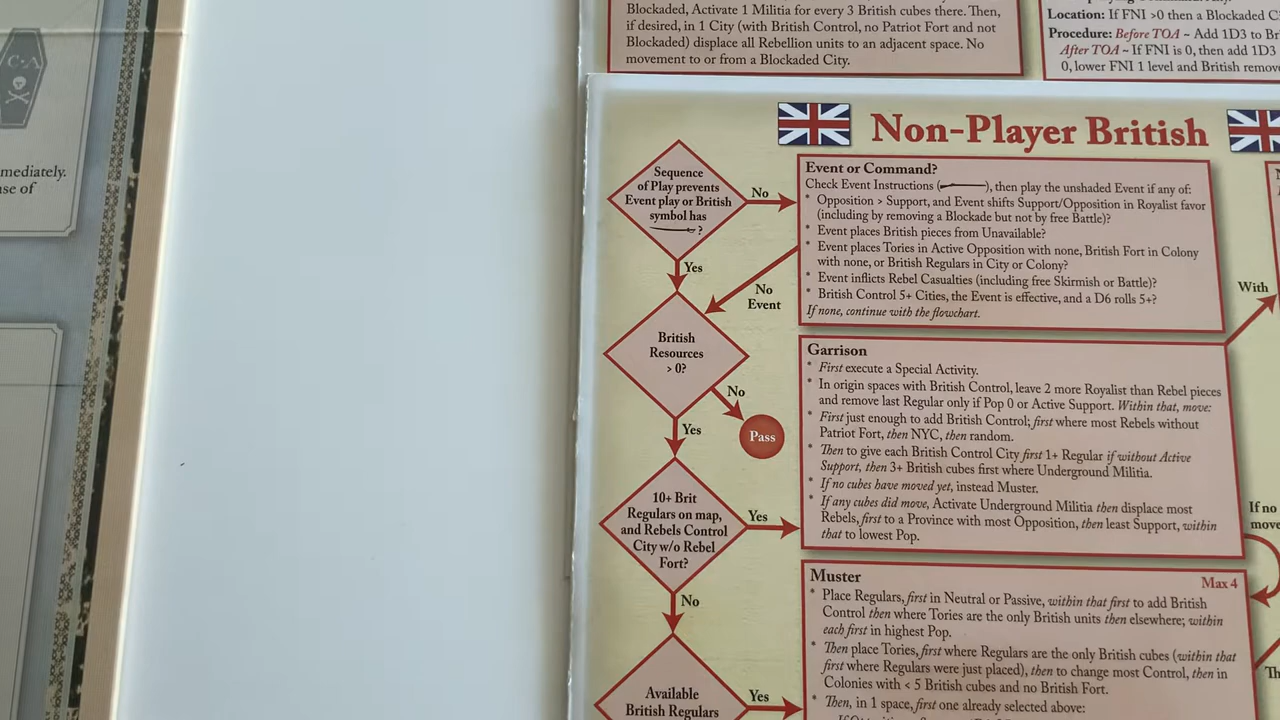 C·A
mediately.
se of
Blockaded, Activate 1 Militia for every 3 British cubes there. Then,
if desired, in 1 City (with British Control, no Patriot Fort and not
Blockaded) displace all Rebellion units to an adjacent space. No
movement to or from a Blockaded City.
Location: If FNI >0 then a Blockaded C
Procedure: Before TOA ~ Add 1D3 to Br
After TOA ~ If FNI is 0, then add 1D3
0, lower FNI 1 level and British remov
Non-Player British
Sequence
of Play prevents
Event play or British
symbol has
?
No
Yes
Event or Command?
Check Event Instructions (), then play the unshaded Event if any of:
* Opposition > Support, and Event shifts Support/Opposition in Royalist favor
(including by removing a Blockade but not by free Battle)?
* Event places British pieces from Unavailable?
* Event places Tories in Active Opposition with none, British Fort in Colony
with none, or British Regulars in City or Colony?
* Event inflicts Rebel Casualties (including free Skirmish or Battle)?
* British Control 5+ Cities, the Event is effective, and a D6 rolls 5+?
If none, continue with the flowchart.
No
Event
With
British
Resources
> 0?
No
Pass
Yes
Garrison
* First execute a Special Activity.
* In origin spaces with British Control, leave 2 more Royalist than Rebel pieces
and remove last Regular only if Pop 0 or Active Support. Within that, move:
* First just enough to add British Control; first where most Rebels without
Patriot Fort, then NYC, then random.
* Then to give each British Control City first 1+ Regular if without Active
Support, then 3+ British cubes first where Underground Militia.
* If no cubes have moved yet, instead Muster.
* If any cubes did move, Activate Underground Militia then displace most
Rebels, first to a Province with most Opposition, then least Support, within
that to lowest Pop.
10+ Brit
Regulars on map,
and Rebels Control
City w/o Rebel
Fort?
Yes
No
If no
move
Muster
Max 4
* Place Regulars, first in Neutral or Passive, within that first to add British
Control then where Tories are the only British units then elsewhere; within
each first in highest Pop.
* Then place Tories, first where Regulars are the only British cubes (within that
first where Regulars were just placed), then to change most Control, then in
Colonies with < 5 British cubes and no British Fort.
* Then, in 1 space, first one already selected above:
Th
Available
British Regulars
Yes